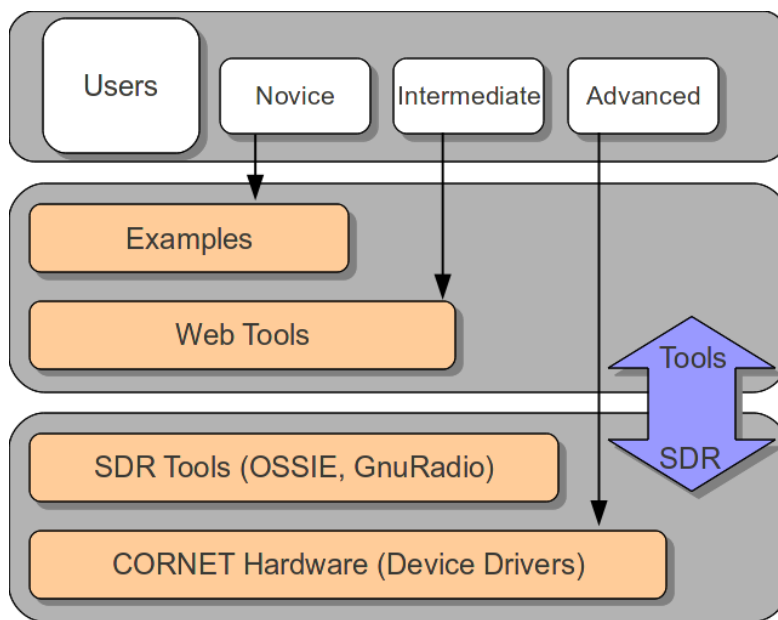 Users
Novice
Intermediate
Advanced
Examples
Web Tools
Tools
SDR Tools (OSSIE, GnuRadio)
SDR
CORNET Hardware (Device Drivers)